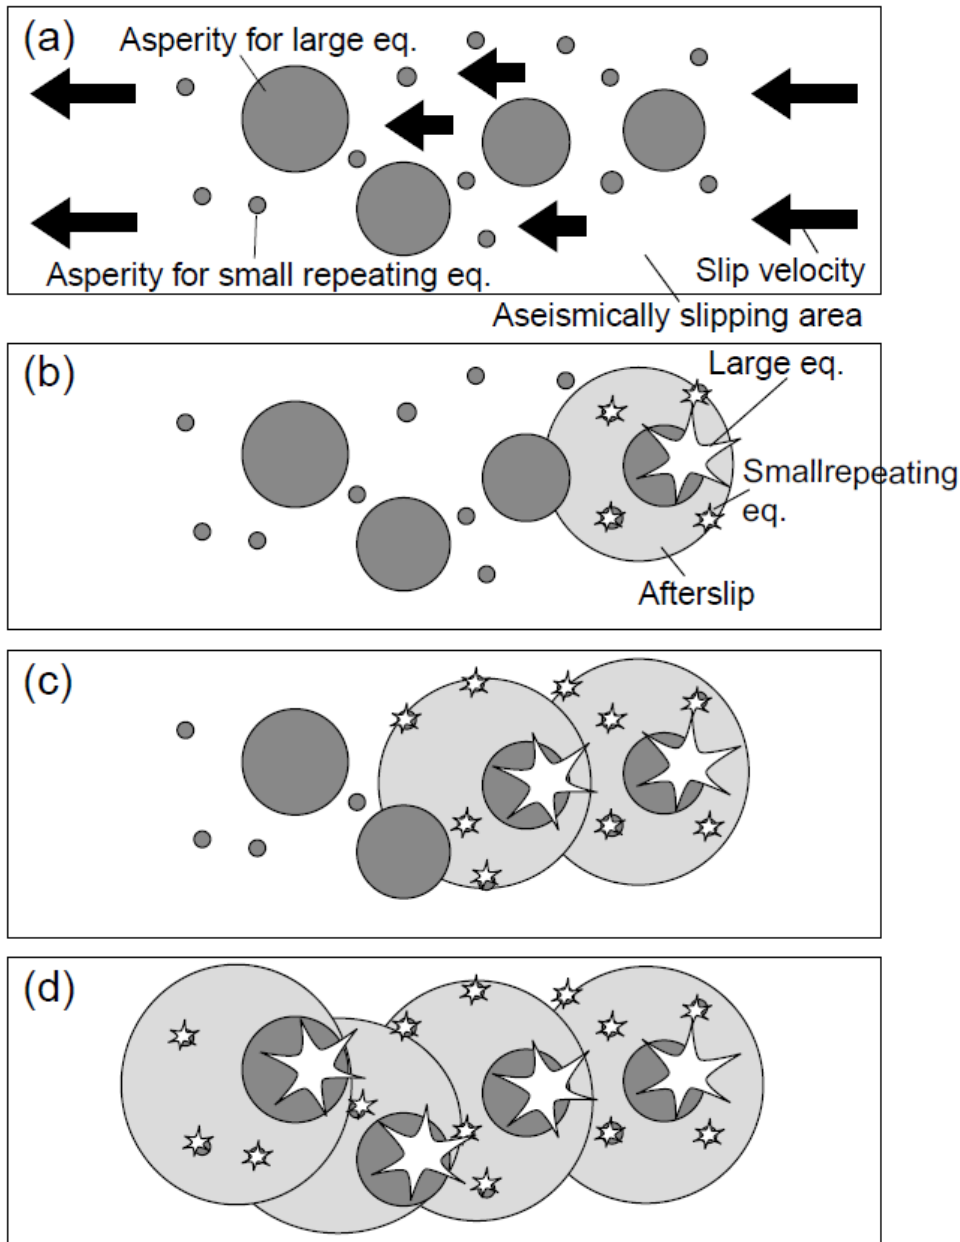 (a)
Asperity for large eq.
Asperity for small repeating eq.
Slip velocity
Aseismically slipping area
(b)
Large eq.
Smallrepeating
eq.
Afterslip
(c)
(d)